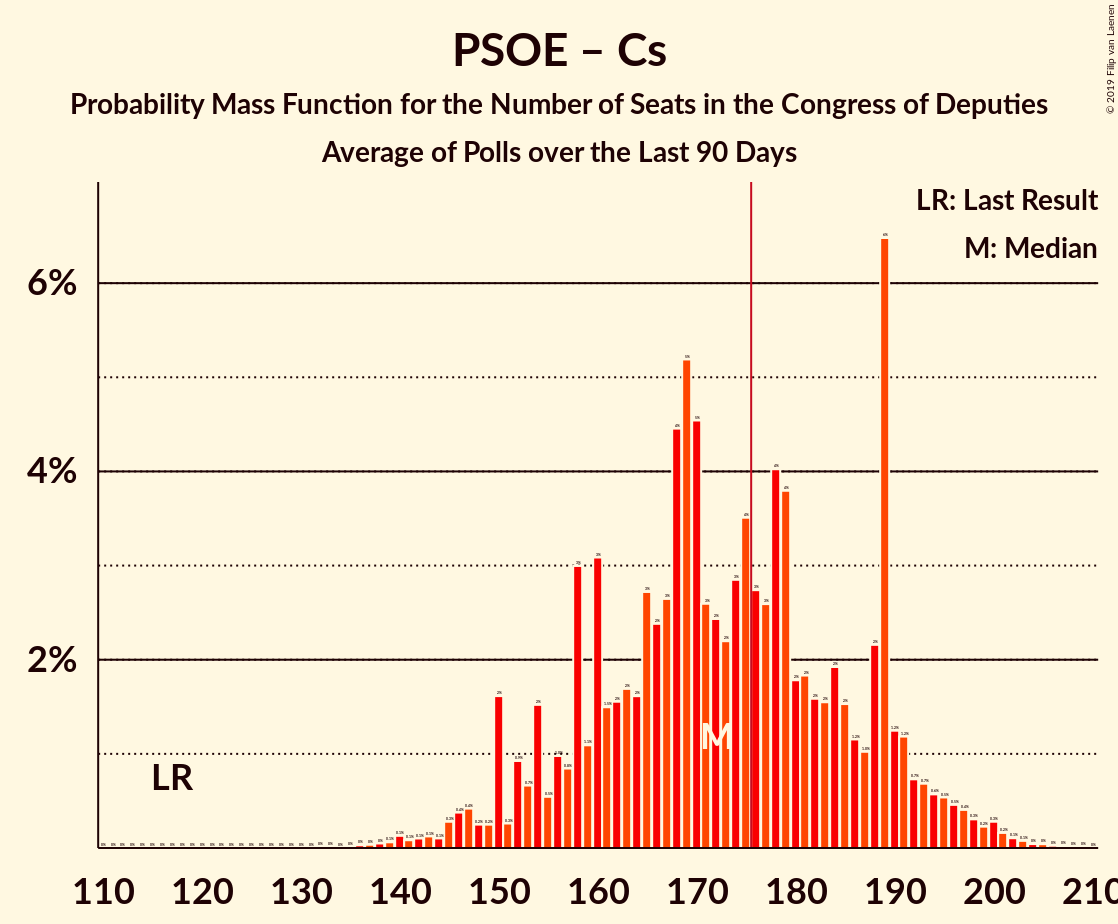 PSOE – Cs
Probability Mass Function for the Number of Seats in the Congress of Deputies
Average of Polls over the Last 90 Days
© 2019 Filip van Laenen
LR: Last Result
M: Median
6%
4%
2%
LR
M
110 120 130 140 150 160 170 180 190 200 210